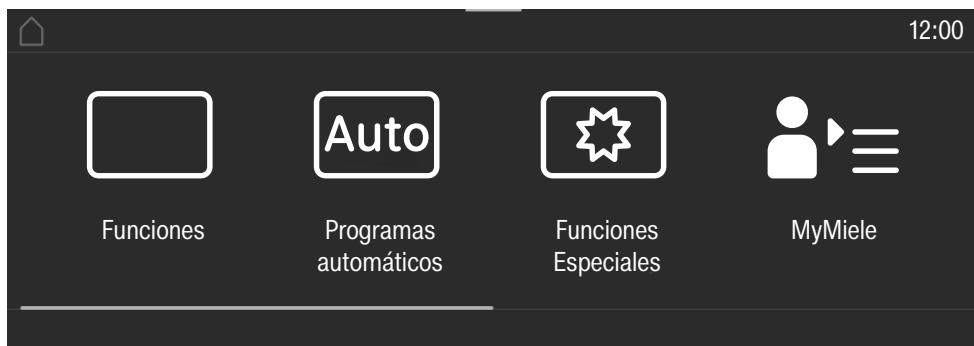 12:00
Auto
Funciones
Programas
automáticos
Funciones
Especiales
MyMiele